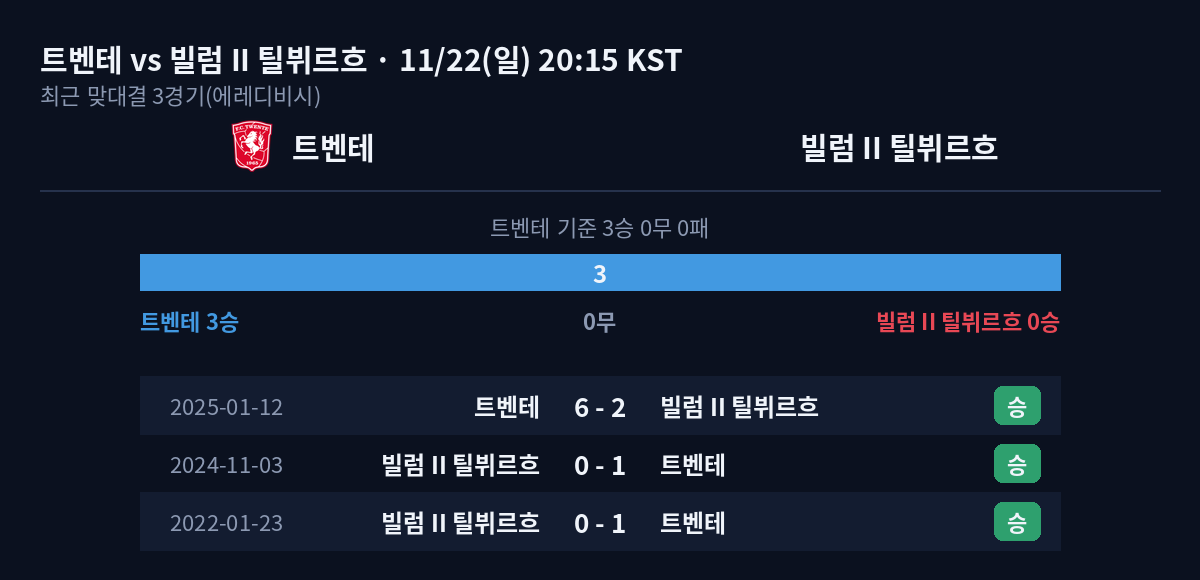 트벤테 vs 빌럼 II 틸뷔르흐 · 11/22(일) 20:15 KST
최근 맞대결 3경기(에레디비시)
F.C. TWENTE
1965
트벤테
빌럼 II 틸뷔르흐
트벤테 기준 3승 0무 0패
3
트벤테 3승 0무 빌럼 II 틸뷔르흐 0승
2025-01-12 트벤테 6 - 2 빌럼 II 틸뷔르흐 승
2024-11-03 빌럼 II 틸뷔르흐 0 - 1 트벤테 승
2022-01-23 빌럼 II 틸뷔르흐 0 - 1 트벤테 승